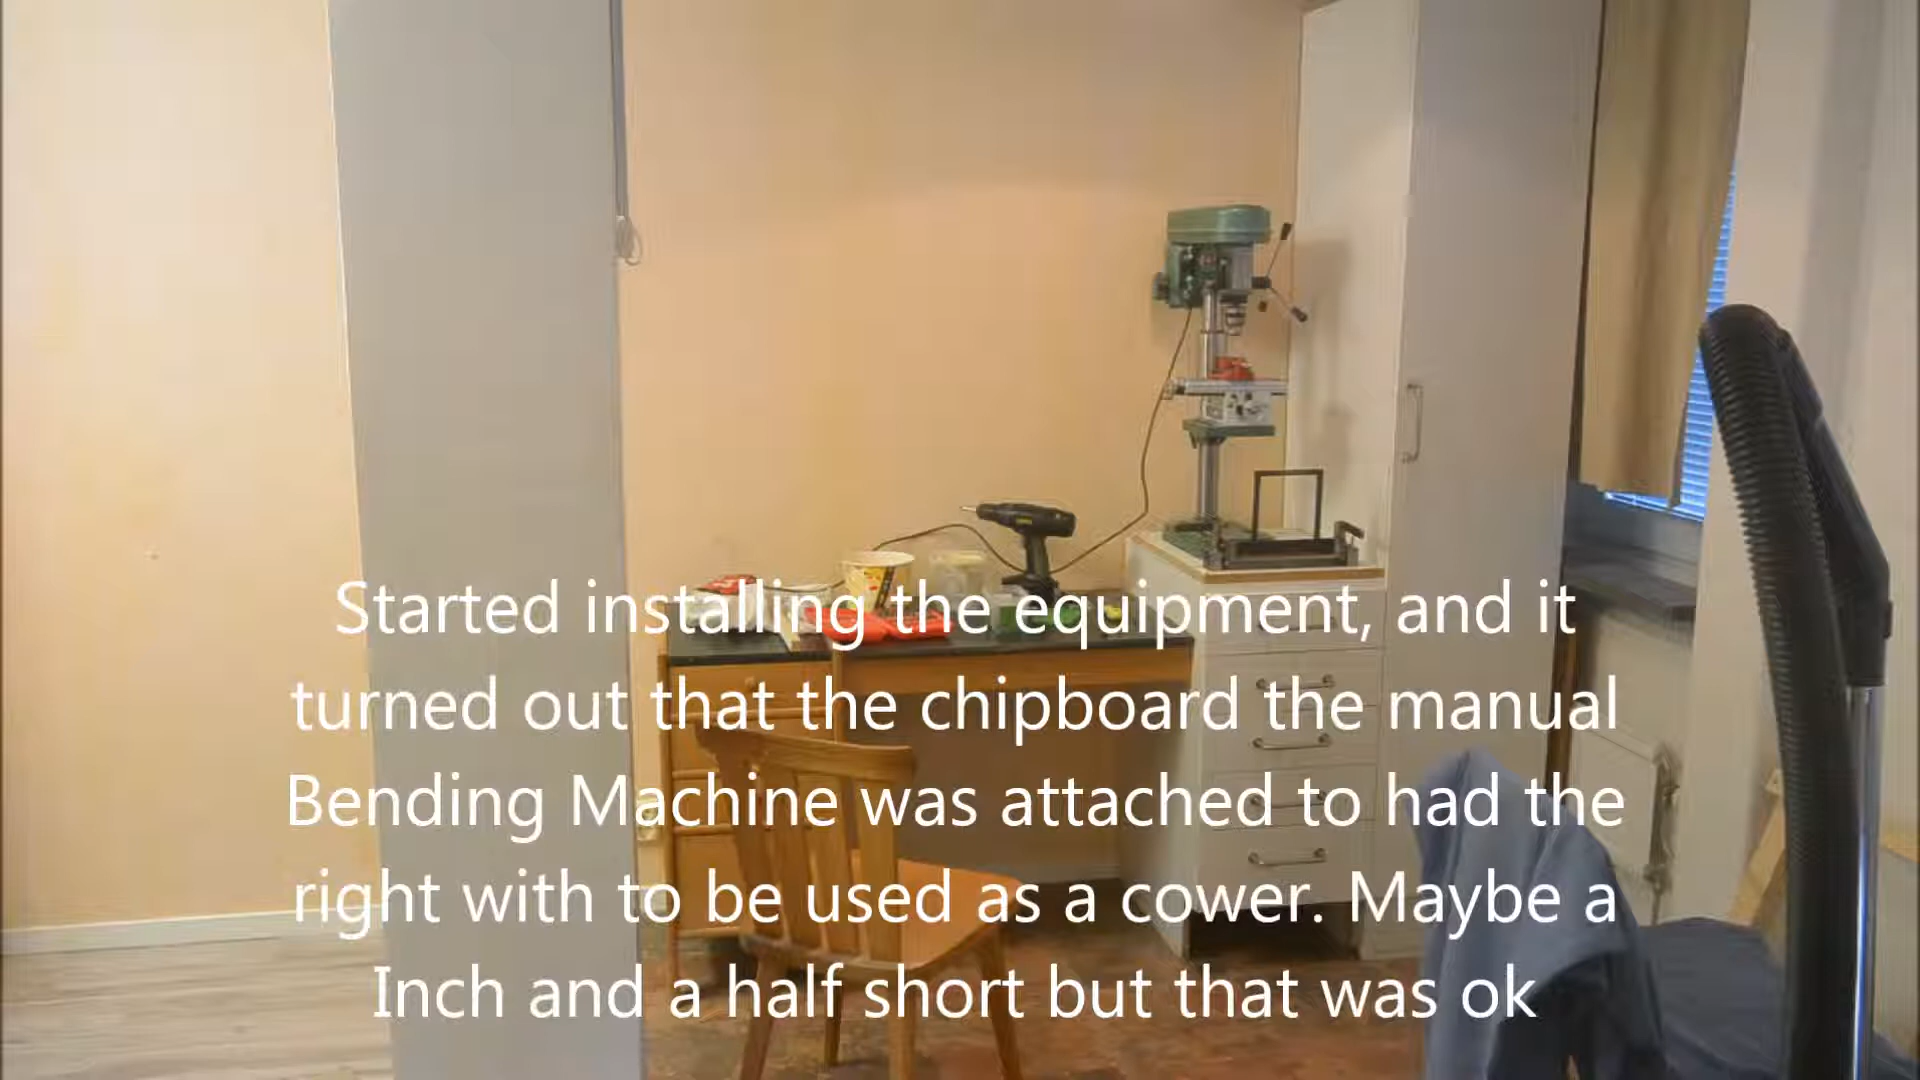 Started installing the equipment, and it
turned out that the chipboard the manual
Bending Machine was attached to had the
right with to be used as a cower. Maybe a
Inch and a half short but that was ok